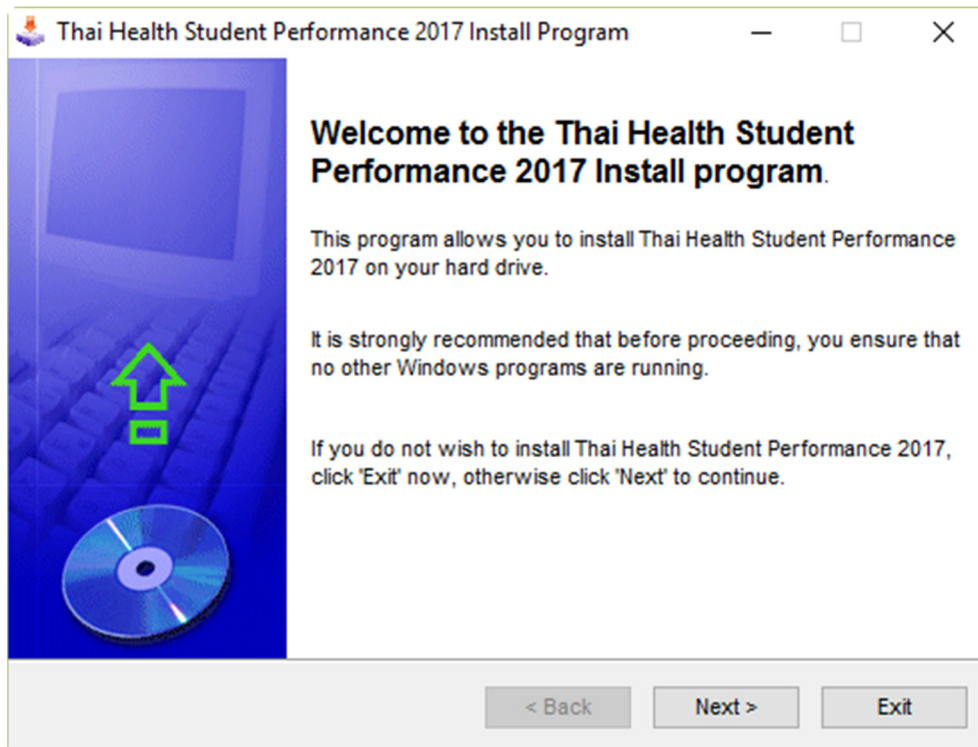 Thai Health Student Performance 2017 Install Program
Welcome to the Thai Health Student
Performance 2017 Install program.
This program allows you to install Thai Health Student Performance
2017 on your hard drive.
It is strongly recommended that before proceeding, you ensure that
no other Windows programs are running.
If you do not wish to install Thai Health Student Performance 2017,
click 'Exit' now, otherwise click 'Next' to continue.
< Back
Next >
Exit